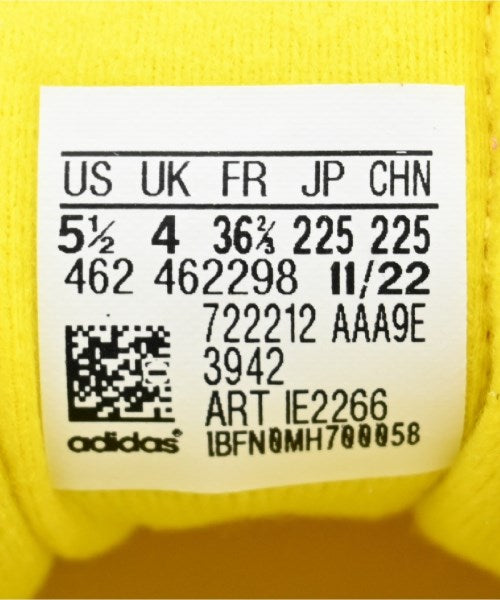 US UK FR JP CHN
5½ 4 36⅔ 225 225
462 462298 11/22
722212 AAA9E
3942
ART IE2266
adidas
1BFN0MH700058